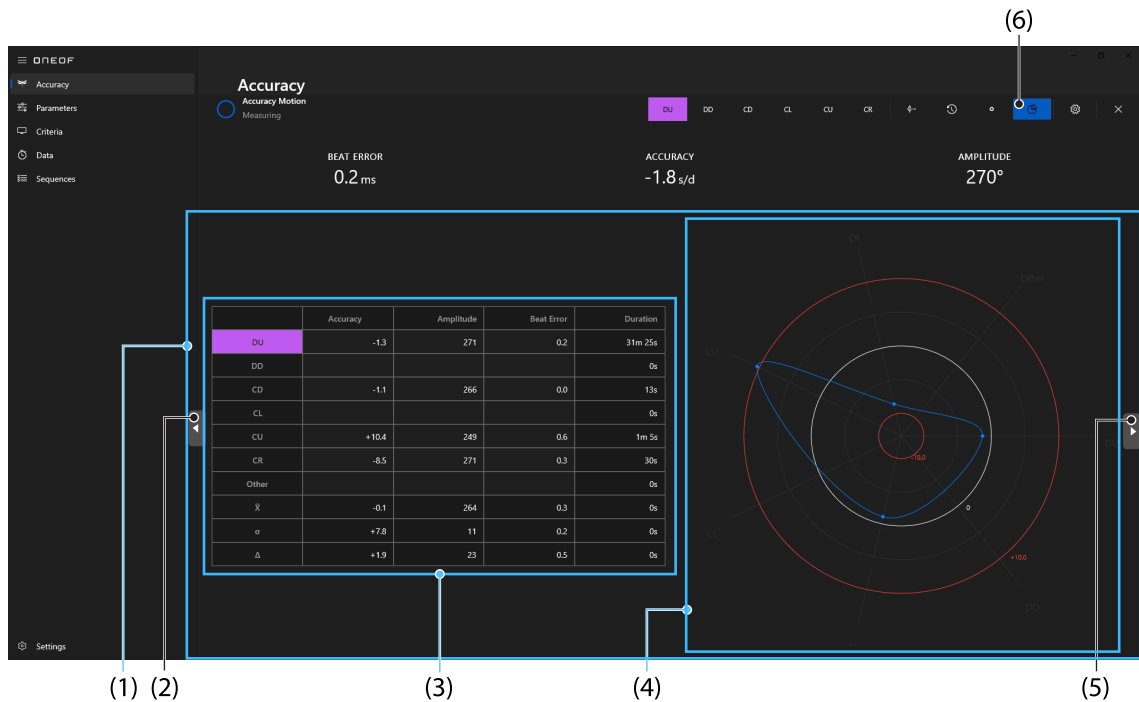 (6)
ONEOF
Accuracy
Parameters
Criteria
Data
Sequences
Settings
Accuracy
Accuracy Motion
Measuring
DU DD CD CL CU CR
BEAT ERROR
0.2 ms
ACCURACY
-1.8 s/d
AMPLITUDE
270°
Accuracy Amplitude Beat Error Duration
DU -1.3 271 0.2 31m 25s
DD 0s
CD -1.1 266 0.0 13s
CL 0s
CU +10.4 249 0.6 1m 5s
CR -8.5 271 0.3 30s
Other 0s
X̄ -0.1 264 0.3 0s
σ +7.8 11 0.2 0s
Δ +1.9 23 0.5 0s
CR
Other
CD
DU
-10.0
0
CL
+10.0
DD
(1) (2) (3) (4) (5)